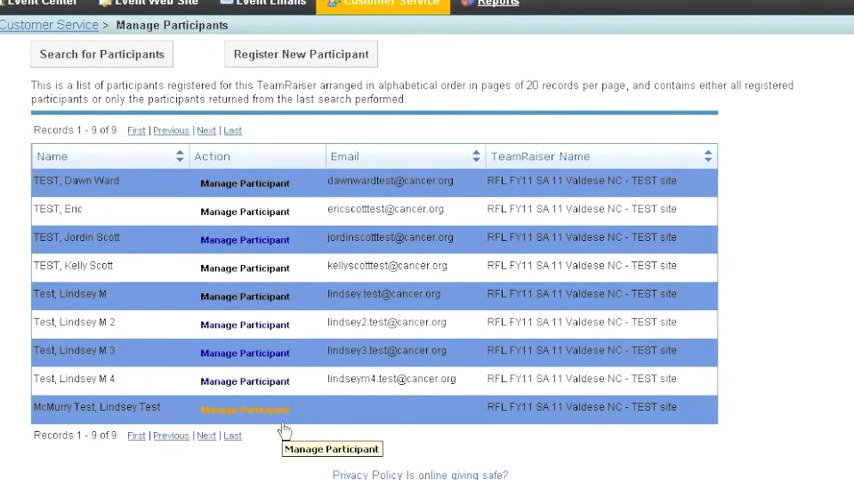 Event Center Event Web Site Event Emails Customer Service Reports
Customer Service > Manage Participants
Search for Participants Register New Participant
This is a list of participants registered for this TeamRaiser arranged in alphabetical order in pages of 20 records per page, and contains either all registered
participants or only the participants returned from the last search performed.
Records 1 - 9 of 9 First | Previous | Next | Last
Name Action Email TeamRaiser Name
TEST, Dawn Ward Manage Participant dawnwardtest@cancer.org RFL FY11 SA 11 Valdese NC - TEST site
TEST, Eric Manage Participant ericscotttest@cancer.org RFL FY11 SA 11 Valdese NC - TEST site
TEST, Jordin Scott Manage Participant jordinscotttest@cancer.org RFL FY11 SA 11 Valdese NC - TEST site
TEST, Kelly Scott Manage Participant kellyscotttest@cancer.org RFL FY11 SA 11 Valdese NC - TEST site
Test, Lindsey M Manage Participant lindsey.test@cancer.org RFL FY11 SA 11 Valdese NC - TEST site
Test, Lindsey M 2 Manage Participant lindsey2.test@cancer.org RFL FY11 SA 11 Valdese NC - TEST site
Test, Lindsey M 3 Manage Participant lindsey3.test@cancer.org RFL FY11 SA 11 Valdese NC - TEST site
Test, Lindsey M 4 Manage Participant lindseym4.test@cancer.org RFL FY11 SA 11 Valdese NC - TEST site
McMurry Test, Lindsey Test Manage Participant RFL FY11 SA 11 Valdese NC - TEST site
Records 1 - 9 of 9 First | Previous | Next | Last
Manage Participant
Privacy Policy Is online giving safe?